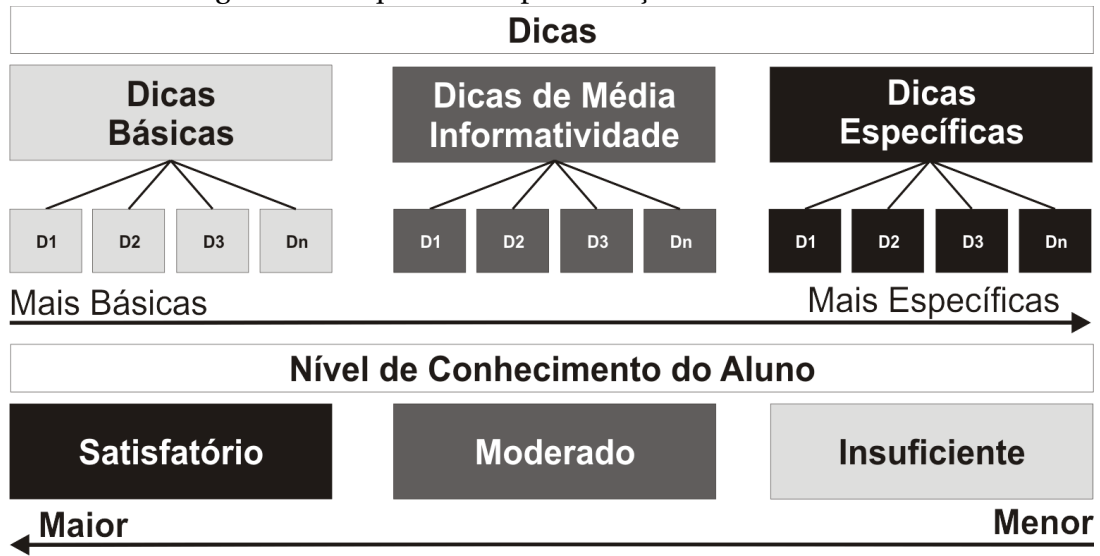 Dicas
Dicas
Básicas
Dicas de Média
Informatividade
Dicas
Específicas
D1 D2 D3 Dn
D1 D2 D3 Dn
D1 D2 D3 Dn
Mais Básicas
Mais Específicas
Nível de Conhecimento do Aluno
Satisfatório
Moderado
Insuficiente
Maior
Menor